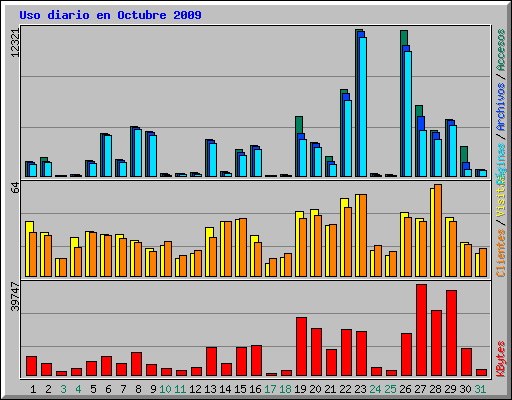 Uso diario en Octubre 2009
12321
64
39747
Accesos / Archivos / Páginas
Clientes / Visitas
KBytes
1 2 3 4 5 6 7 8 9 10 11 12 13 14 15 16 17 18 19 20 21 22 23 24 25 26 27 28 29 30 31